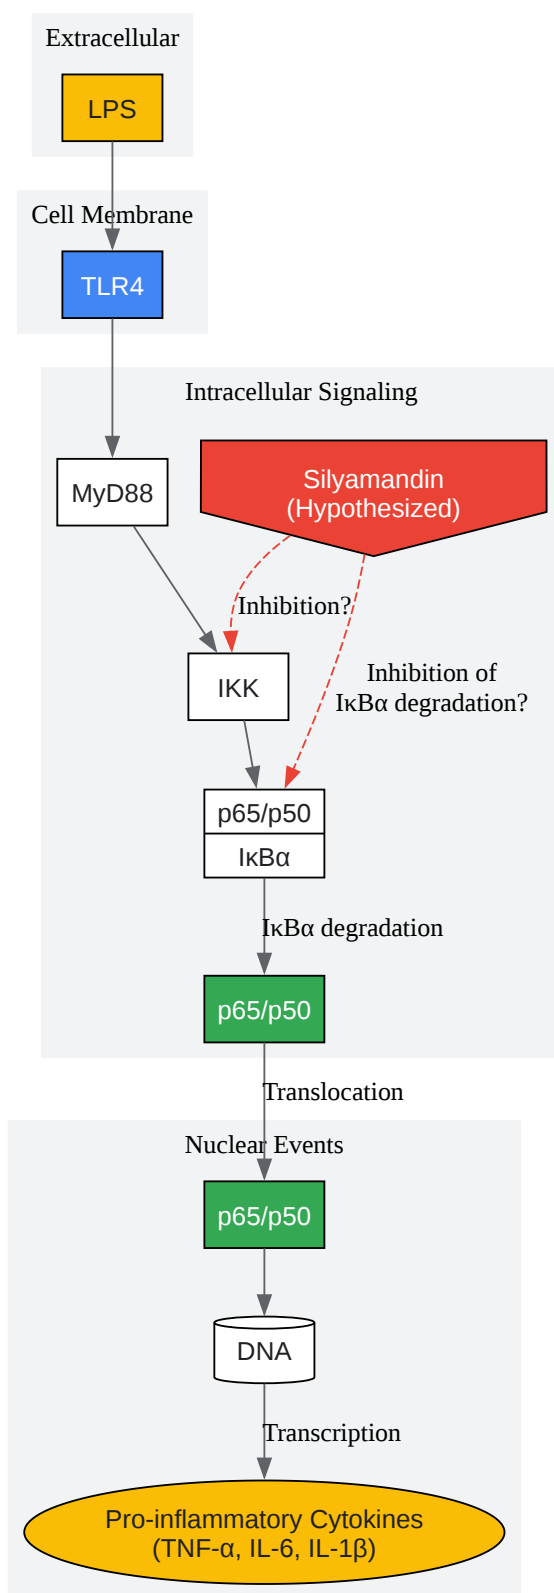 Extracellular
LPS
Cell Membrane
TLR4
Intracellular Signaling
MyD88
Silyamandin
(Hypothesized)
Inhibition?
IKK
Inhibition of
IκBα degradation?
p65/p50
IκBα
IκBα degradation
p65/p50
Translocation
Nuclear Events
p65/p50
DNA
Transcription
Pro-inflammatory Cytokines
(TNF-α, IL-6, IL-1β)